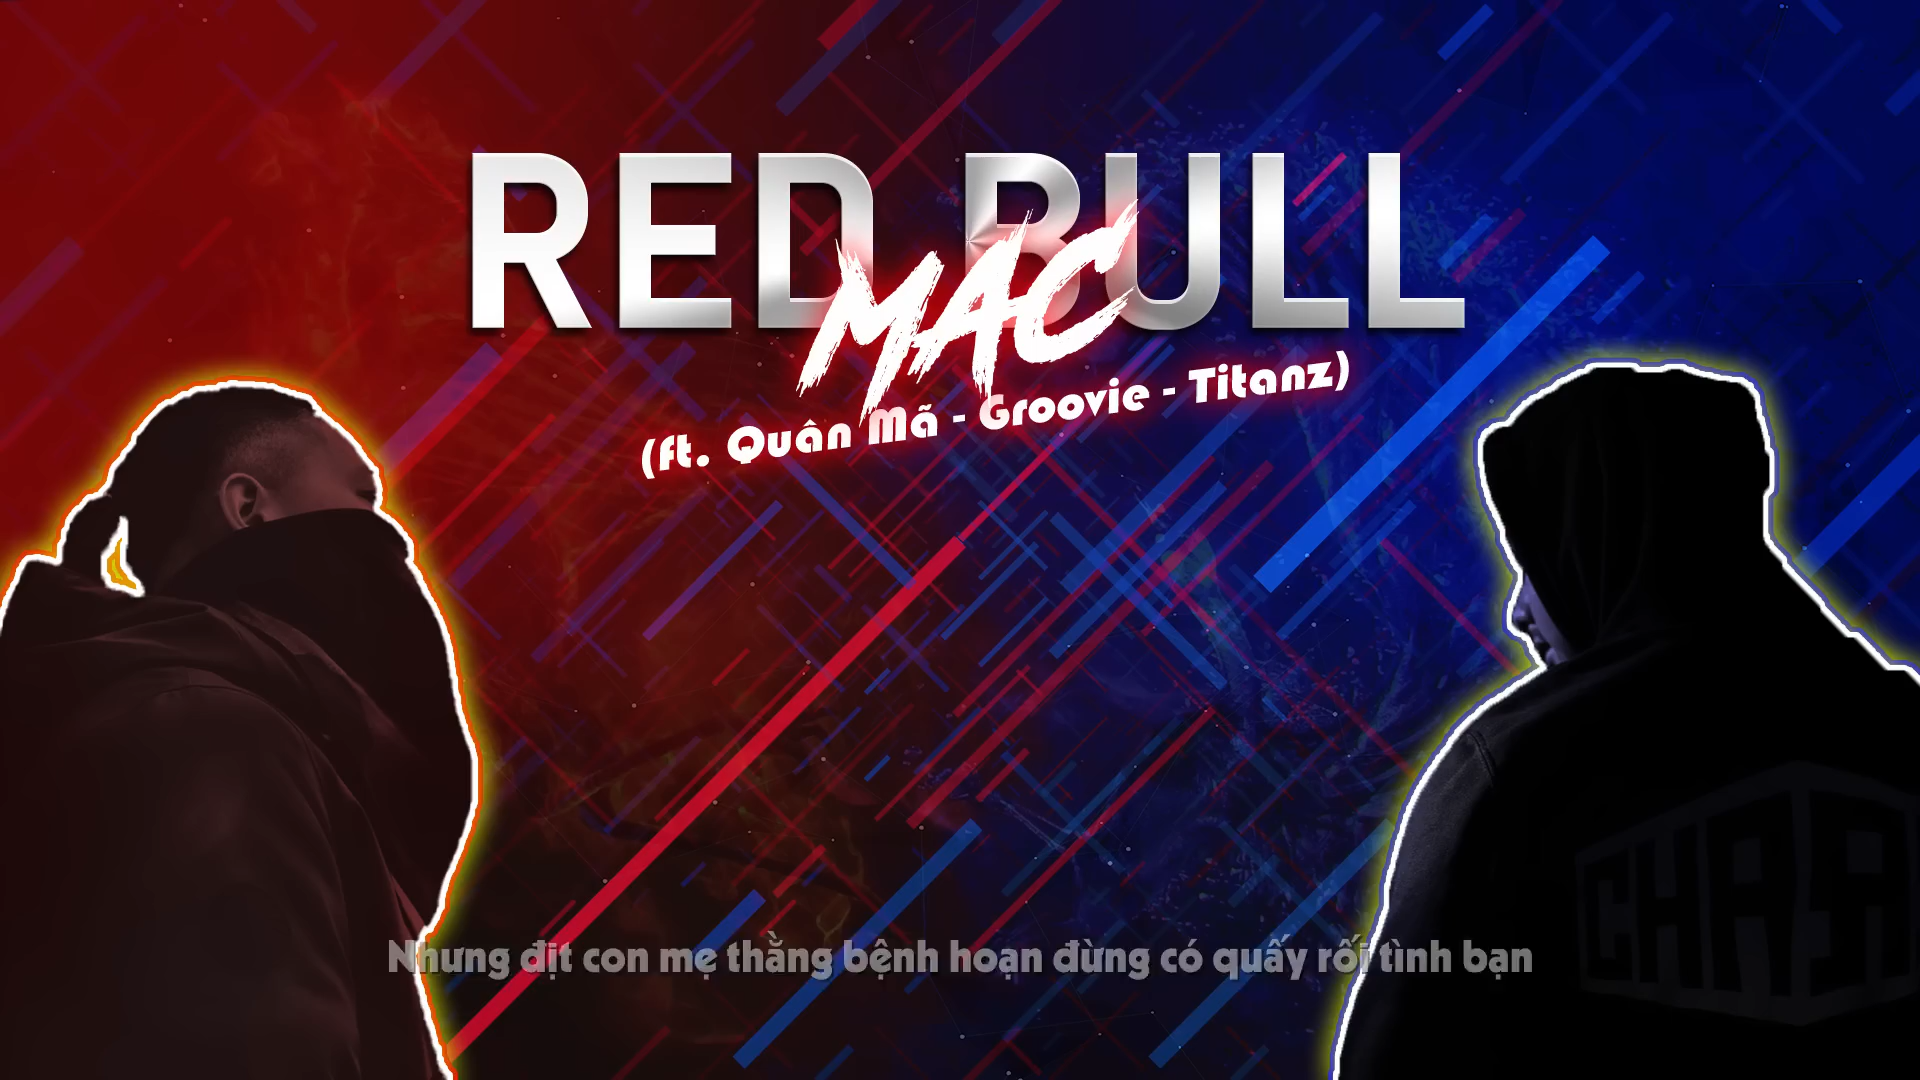 RED BULL
MAC
(ft. Quân Mã - Groovie - Titanz)
Nhưng địt con mẹ thằng bệnh hoạn đừng có quấy rối tình bạn